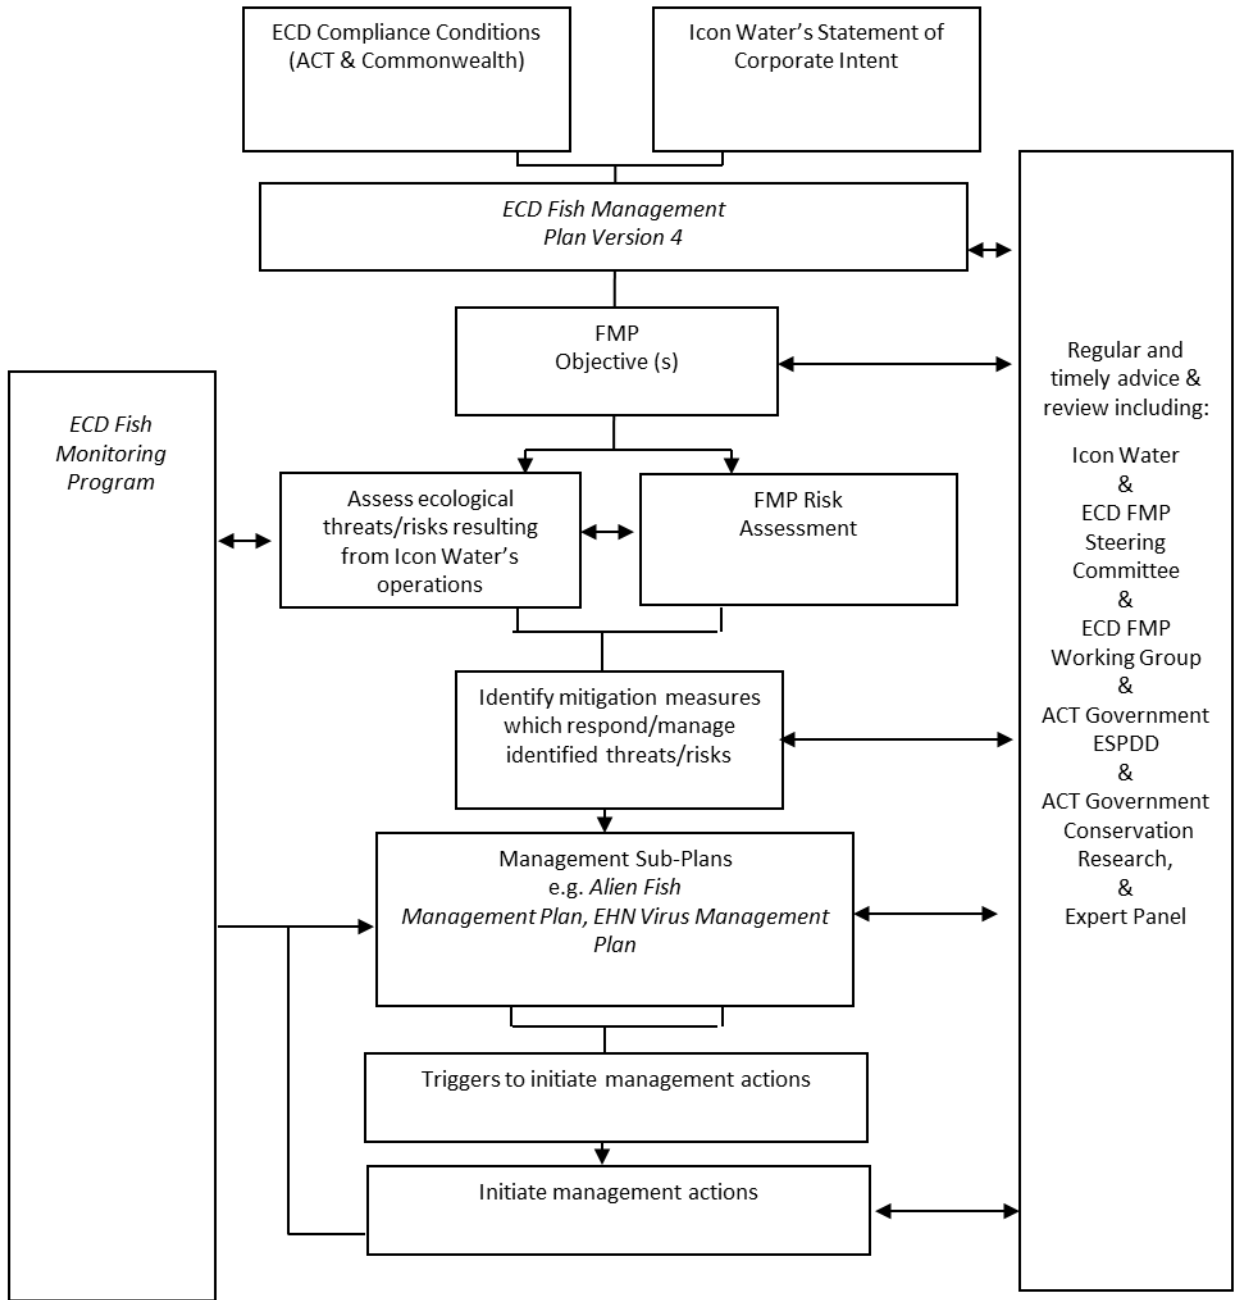 ECD Compliance Conditions
(ACT & Commonwealth)
Icon Water's Statement of
Corporate Intent
ECD Fish Management
Plan Version 4
FMP
Objective (s)
ECD Fish
Monitoring
Program
Assess ecological
threats/risks resulting
from Icon Water's
operations
FMP Risk
Assessment
Identify mitigation measures
which respond/manage
identified threats/risks
Management Sub-Plans
e.g. Alien Fish
Management Plan, EHN Virus Management
Plan
Triggers to initiate management actions
Initiate management actions
Regular and
timely advice &
review including:
Icon Water
&
ECD FMP
Steering
Committee
&
ECD FMP
Working Group
&
ACT Government
ESPDD
&
ACT Government
Conservation
Research,
&
Expert Panel